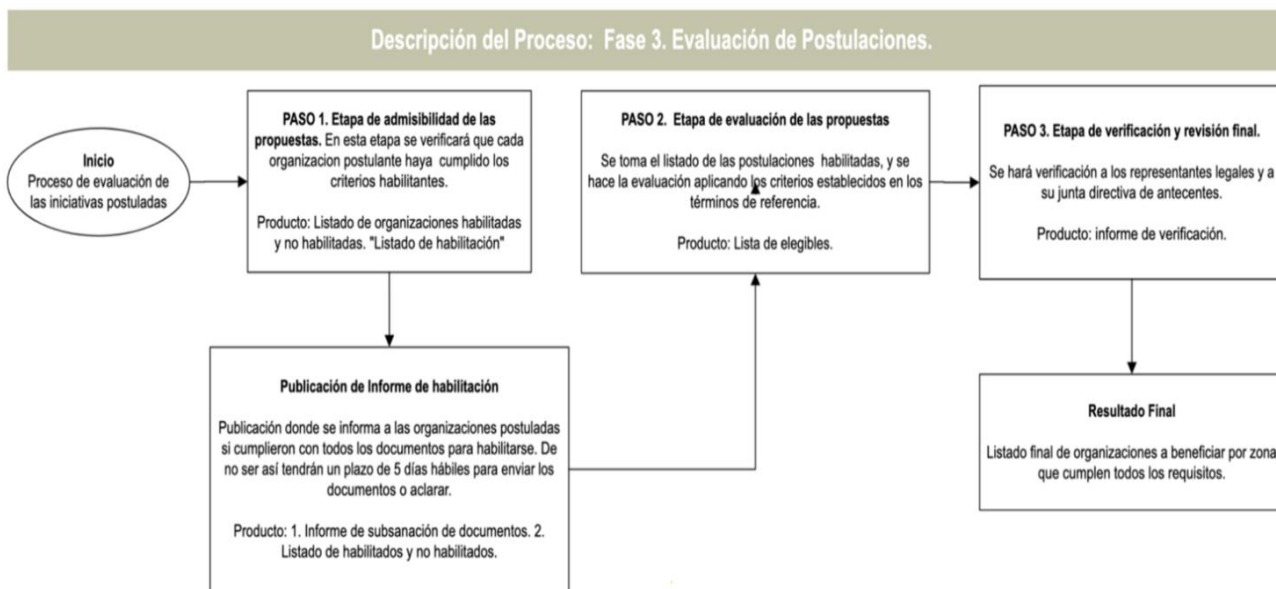 Descripción del Proceso: Fase 3. Evaluación de Postulaciones.
Inicio
Proceso de evaluación de
las iniciativas postuladas
PASO 1. Etapa de admisibilidad de las
propuestas. En esta etapa se verificará que cada
organizacion postulante haya cumplido los
criterios habilitantes.
Producto: Listado de organizaciones habilitadas
y no habilitadas. "Listado de habilitación"
Publicación de Informe de habilitación
Publicación donde se informa a las organizaciones postuladas
si cumplieron con todos los documentos para habilitarse. De
no ser así tendrán un plazo de 5 días hábiles para enviar los
documentos o aclarar.
Producto: 1. Informe de subsanación de documentos. 2.
Listado de habilitados y no habilitados.
PASO 2. Etapa de evaluación de las propuestas
Se toma el listado de las postulaciones habilitadas, y se
hace la evaluación aplicando los criterios establecidos en los
términos de referencia.
Producto: Lista de elegibles.
PASO 3. Etapa de verificación y revisión final.
Se hará verificación a los representantes legales y a
su junta directiva de antecentes.
Producto: informe de verificación.
Resultado Final
Listado final de organizaciones a beneficiar por zona
que cumplen todos los requisitos.